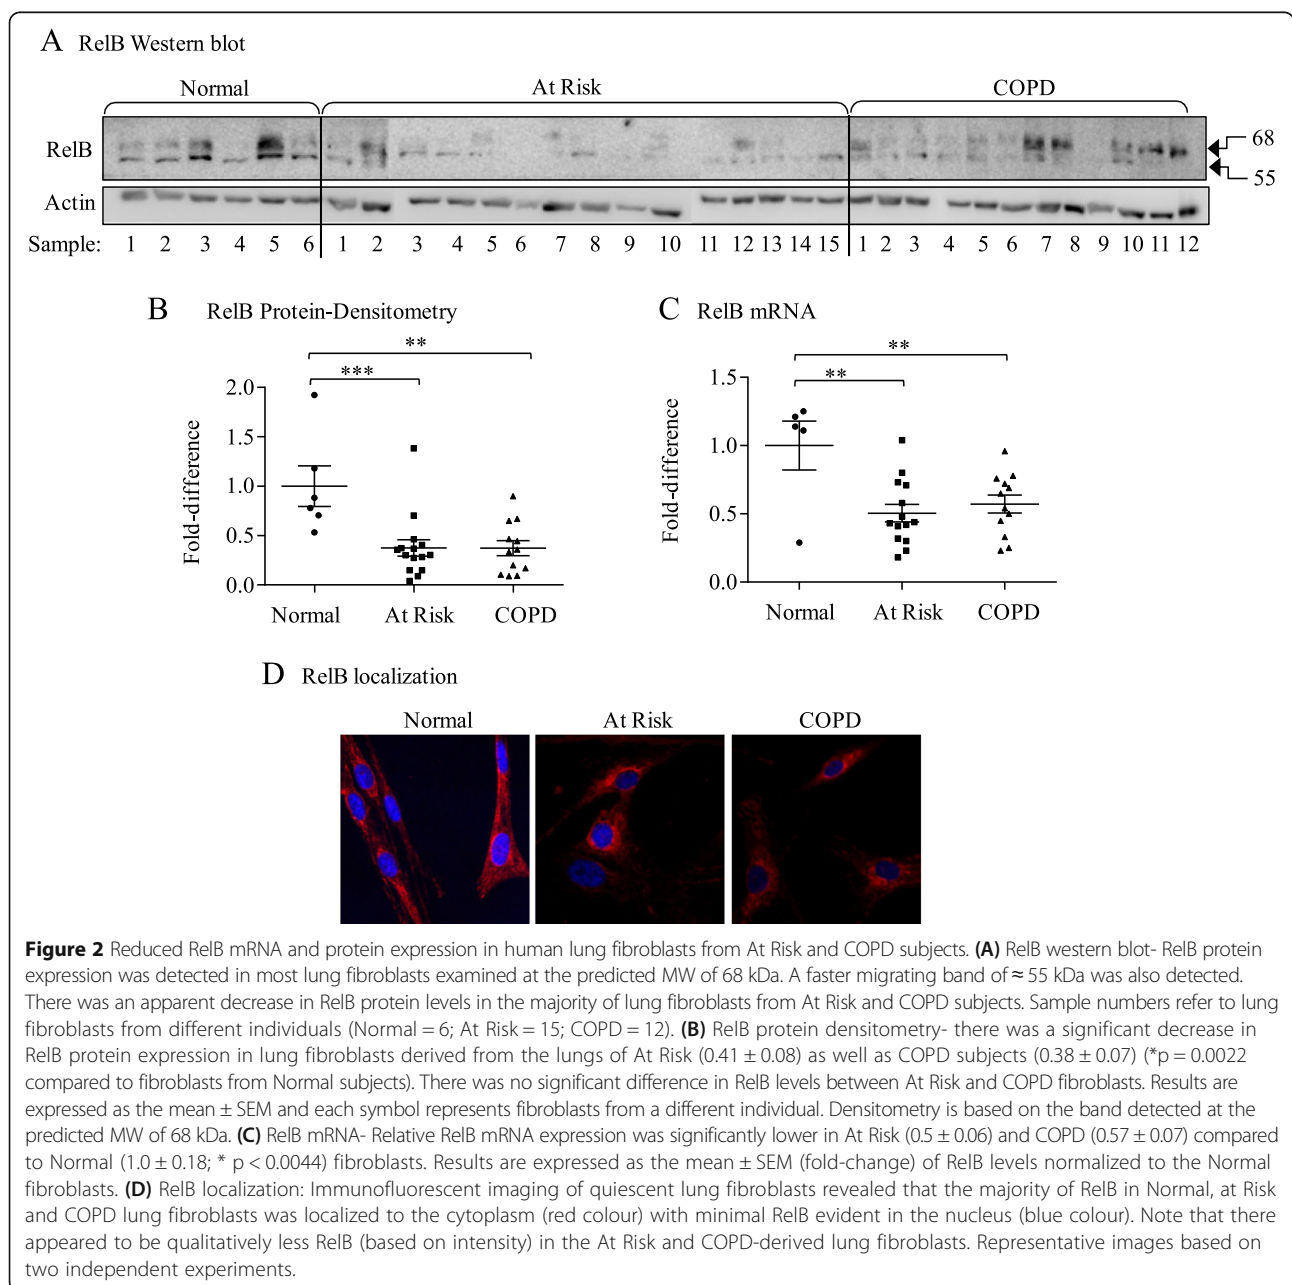 A RelB Western blot
Normal At Risk COPD
RelB 68
55
Actin
Sample: 1 2 3 4 5 6 1 2 3 4 5 6 7 8 9 10 11 12 13 14 15 1 2 3 4 5 6 7 8 9 10 11 12
B RelB Protein-Densitometry
**
***
2.0
1.5
1.0
0.5
0.0
Fold-difference
Normal At Risk COPD
C RelB mRNA
**
**
1.5
1.0
0.5
0.0
Fold-difference
Normal At Risk COPD
D RelB localization
Normal At Risk COPD
Figure 2 Reduced RelB mRNA and protein expression in human lung fibroblasts from At Risk and COPD subjects. (A) RelB western blot- RelB protein
expression was detected in most lung fibroblasts examined at the predicted MW of 68 kDa. A faster migrating band of ≈ 55 kDa was also detected.
There was an apparent decrease in RelB protein levels in the majority of lung fibroblasts from At Risk and COPD subjects. Sample numbers refer to lung
fibroblasts from different individuals (Normal = 6; At Risk = 15; COPD = 12). (B) RelB protein densitometry- there was a significant decrease in
RelB protein expression in lung fibroblasts derived from the lungs of At Risk (0.41 ± 0.08) as well as COPD subjects (0.38 ± 0.07) (*p = 0.0022
compared to fibroblasts from Normal subjects). There was no significant difference in RelB levels between At Risk and COPD fibroblasts. Results are
expressed as the mean ± SEM and each symbol represents fibroblasts from a different individual. Densitometry is based on the band detected at the
predicted MW of 68 kDa. (C) RelB mRNA- Relative RelB mRNA expression was significantly lower in At Risk (0.5 ± 0.06) and COPD (0.57 ± 0.07) compared
to Normal (1.0 ± 0.18; * p < 0.0044) fibroblasts. Results are expressed as the mean ± SEM (fold-change) of RelB levels normalized to the Normal
fibroblasts. (D) RelB localization: Immunofluorescent imaging of quiescent lung fibroblasts revealed that the majority of RelB in Normal, at Risk
and COPD lung fibroblasts was localized to the cytoplasm (red colour) with minimal RelB evident in the nucleus (blue colour). Note that there
appeared to be qualitatively less RelB (based on intensity) in the At Risk and COPD-derived lung fibroblasts. Representative images based on
two independent experiments.